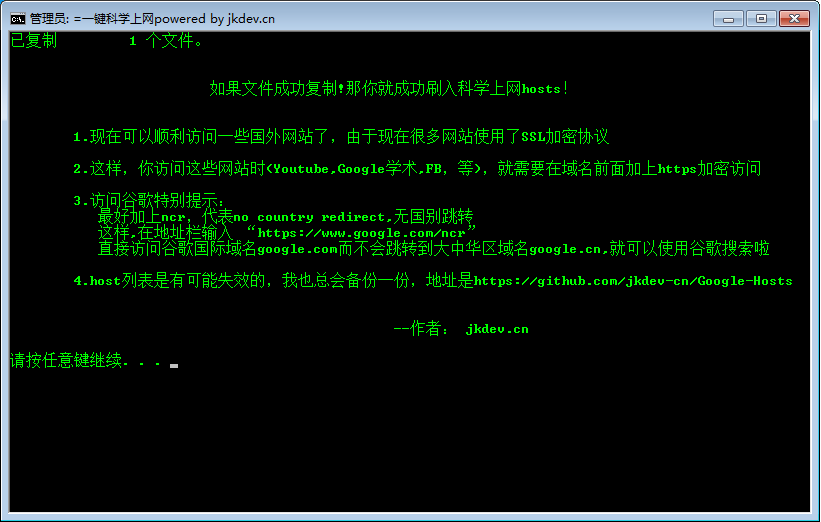 管理员: =一键科学上网powered by jkdev.cn
已复制         1 个文件。
如果文件成功复制!那你就成功刷入科学上网hosts!
1.现在可以顺利访问一些国外网站了，由于现在很多网站使用了SSL加密协议
2.这样，你访问这些网站时(Youtube,Google学术,FB，等)，就需要在域名前面加上https加密访问
3.访问谷歌特别提示：
最好加上ncr，代表no country redirect,无国别跳转
这样,在地址栏输入 “https://www.google.com/ncr”
直接访问谷歌国际域名google.com而不会跳转到大中华区域名google.cn,就可以使用谷歌搜索啦
4.host列表是有可能失效的，我也总会备份一份，地址是https://github.com/jkdev-cn/Google-Hosts
--作者： jkdev.cn
请按任意键继续. . .